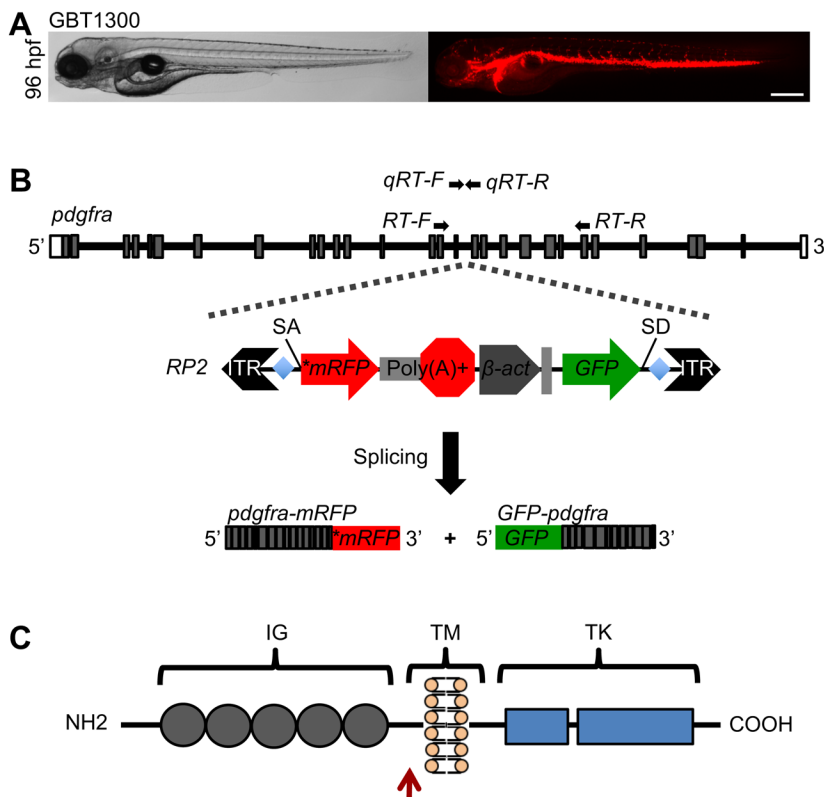 A
GBT1300
96 hpf
B
qRT-F qRT-R
pdgfra
RT-F RT-R
5' 3'
SA SD
RP2 ITR *mRFP Poly(A)+ β-act GFP ITR
Splicing
pdgfra-mRFP GFP-pdgfra
5' *mRFP 3' + 5' GFP 3'
C
IG TM TK
NH2 COOH